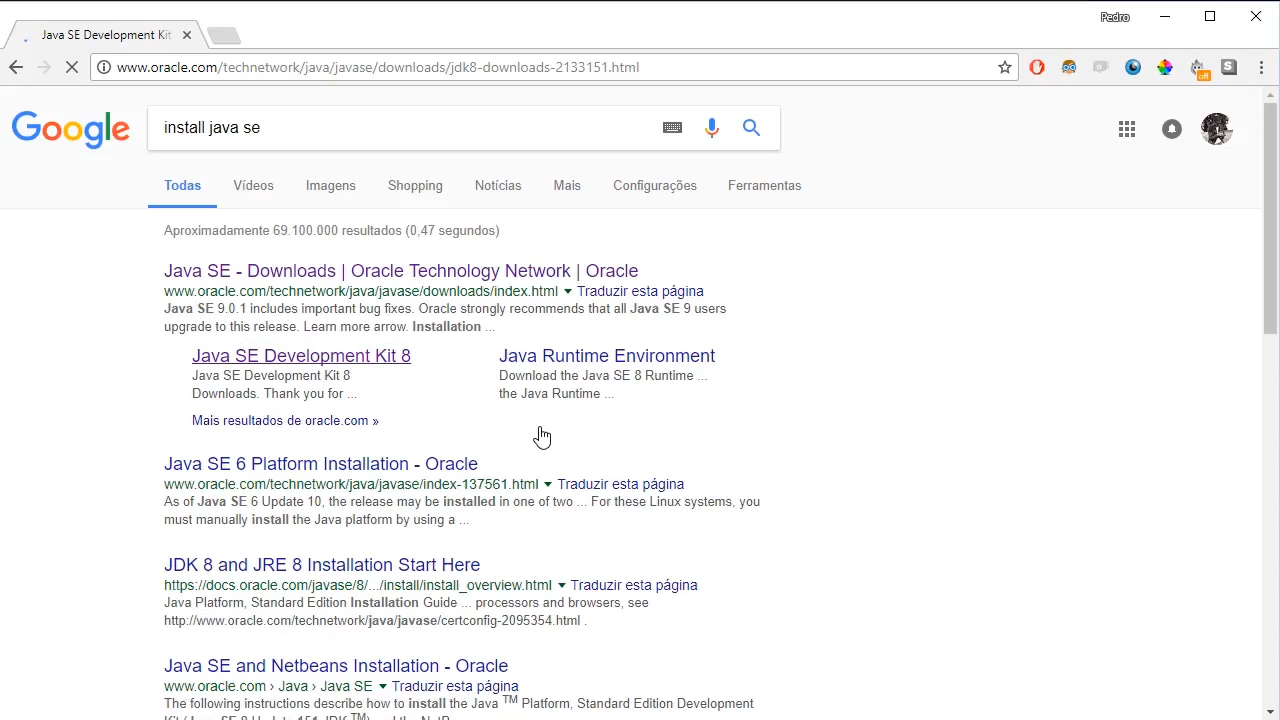 Pedro
Java SE Development Kit
www.oracle.com/technetwork/java/javase/downloads/jdk8-downloads-2133151.html
off
S
Google
install java se
Todas Vídeos Imagens Shopping Notícias Mais Configurações Ferramentas
Aproximadamente 69.100.000 resultados (0,47 segundos)
Java SE - Downloads | Oracle Technology Network | Oracle
www.oracle.com/technetwork/java/javase/downloads/index.html Traduzir esta página
Java SE 9.0.1 includes important bug fixes. Oracle strongly recommends that all Java SE 9 users
upgrade to this release. Learn more arrow. Installation ...
Java SE Development Kit 8
Java SE Development Kit 8
Downloads. Thank you for ...
Java Runtime Environment
Download the Java SE 8 Runtime ...
the Java Runtime ...
Mais resultados de oracle.com »
Java SE 6 Platform Installation - Oracle
www.oracle.com/technetwork/java/javase/index-137561.html Traduzir esta página
As of Java SE 6 Update 10, the release may be installed in one of two ... For these Linux systems, you
must manually install the Java platform by using a ...
JDK 8 and JRE 8 Installation Start Here
https://docs.oracle.com/javase/8/.../install/install_overview.html Traduzir esta página
Java Platform, Standard Edition Installation Guide ... processors and browsers, see
http://www.oracle.com/technetwork/java/javase/certconfig-2095354.html .
Java SE and Netbeans Installation - Oracle
www.oracle.com › Java › Java SE Traduzir esta página
The following instructions describe how to install the Java TM Platform, Standard Edition Development